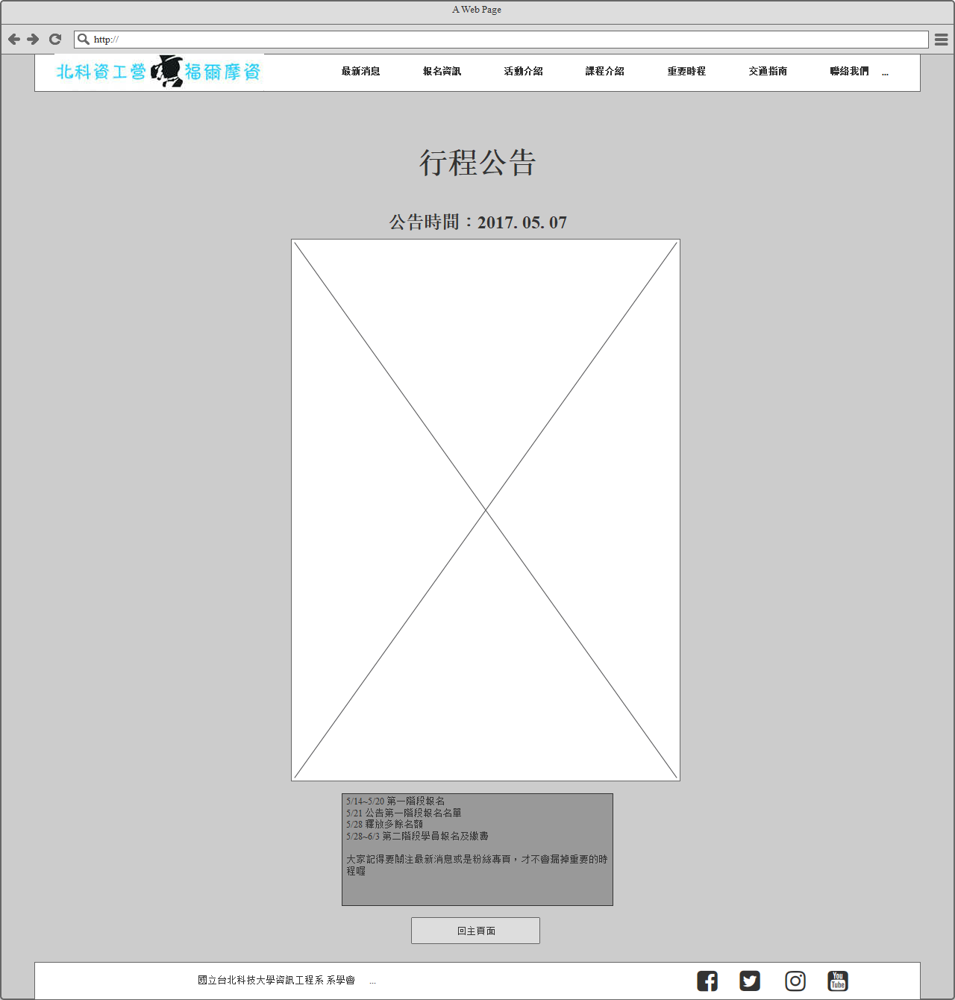 A Web Page
http://
北科資工營 福爾摩資
最新消息 報名資訊 活動介紹 課程介紹 重要時程 交通指南 聯絡我們 ...
行程公告
公告時間：2017. 05. 07
5/14~5/20 第一階段報名
5/21 公告第一階段報名名單
5/28 釋放多餘名額
5/28~6/3 第二階段學員報名及繳費
大家記得要關注最新消息或是粉絲專頁，才不會漏掉重要的時
程喔
回主頁面
國立台北科技大學資訊工程系 系學會 ...
You
Tube